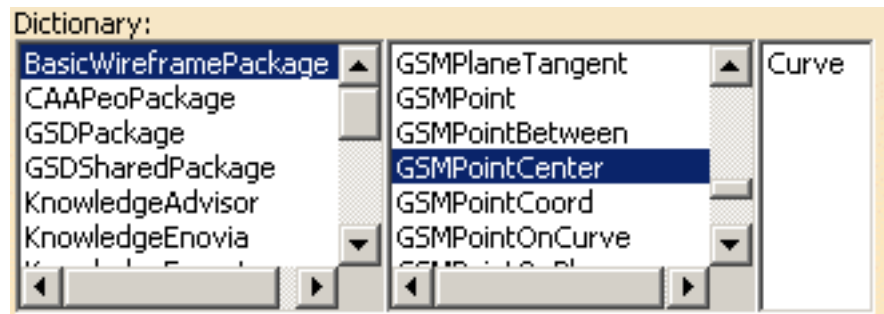 Dictionary:
BasicWireframePackage
CAAPeoPackage
GSDPackage
GSDSharedPackage
KnowledgeAdvisor
KnowledgeEnovia
GSMPlaneTangent
GSMPoint
GSMPointBetween
GSMPointCenter
GSMPointCoord
GSMPointOnCurve
Curve